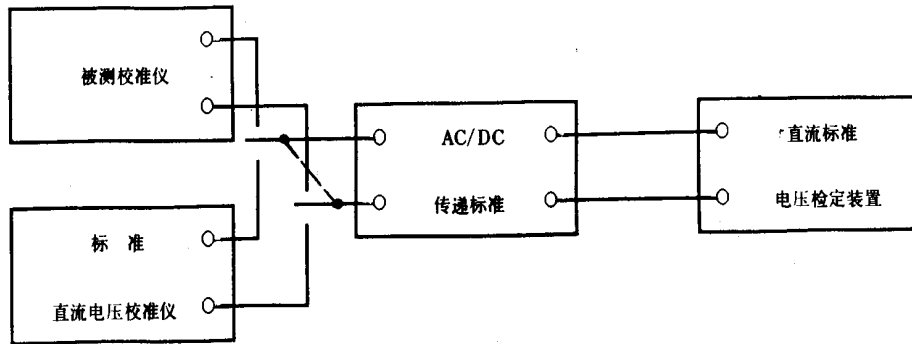 被测校准仪
标 准
直流电压校准仪
AC/DC
传递标准
直流标准
电压检定装置